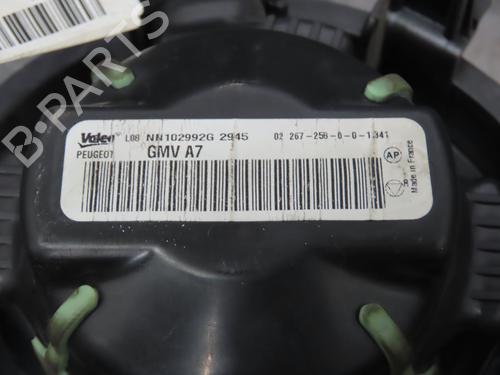 Valeo L08 NN102992G 2945 02 267-256-0-0-1341
PEUGEOT GMV A7
AP
Made in France
B-PARTS